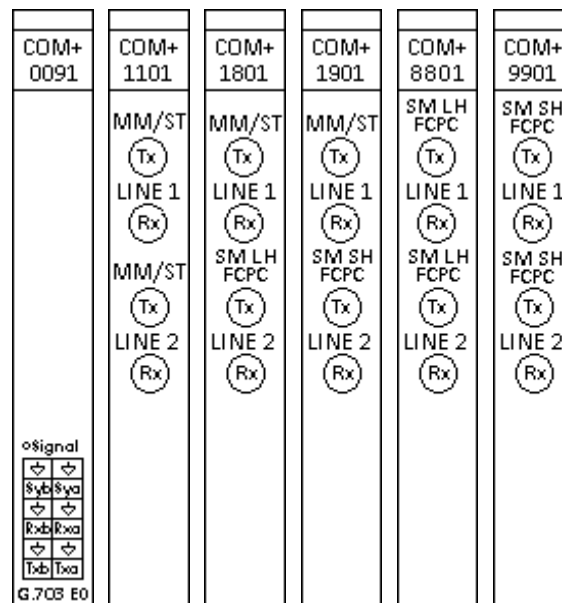 COM+
0091
Signal
Syb Sya
Rxb Rxa
Txb Txa
G.703 E0
COM+
1101
MM/ST
Tx
LINE 1
Rx
MM/ST
Tx
LINE 2
Rx
COM+
1801
MM/ST
Tx
LINE 1
Rx
SM LH
FCPC
Tx
LINE 2
Rx
COM+
1901
MM/ST
Tx
LINE 1
Rx
SM SH
FCPC
Tx
LINE 2
Rx
COM+
8801
SM LH
FCPC
Tx
LINE 1
Rx
SM LH
FCPC
Tx
LINE 2
Rx
COM+
9901
SM SH
FCPC
Tx
LINE 1
Rx
SM SH
FCPC
Tx
LINE 2
Rx